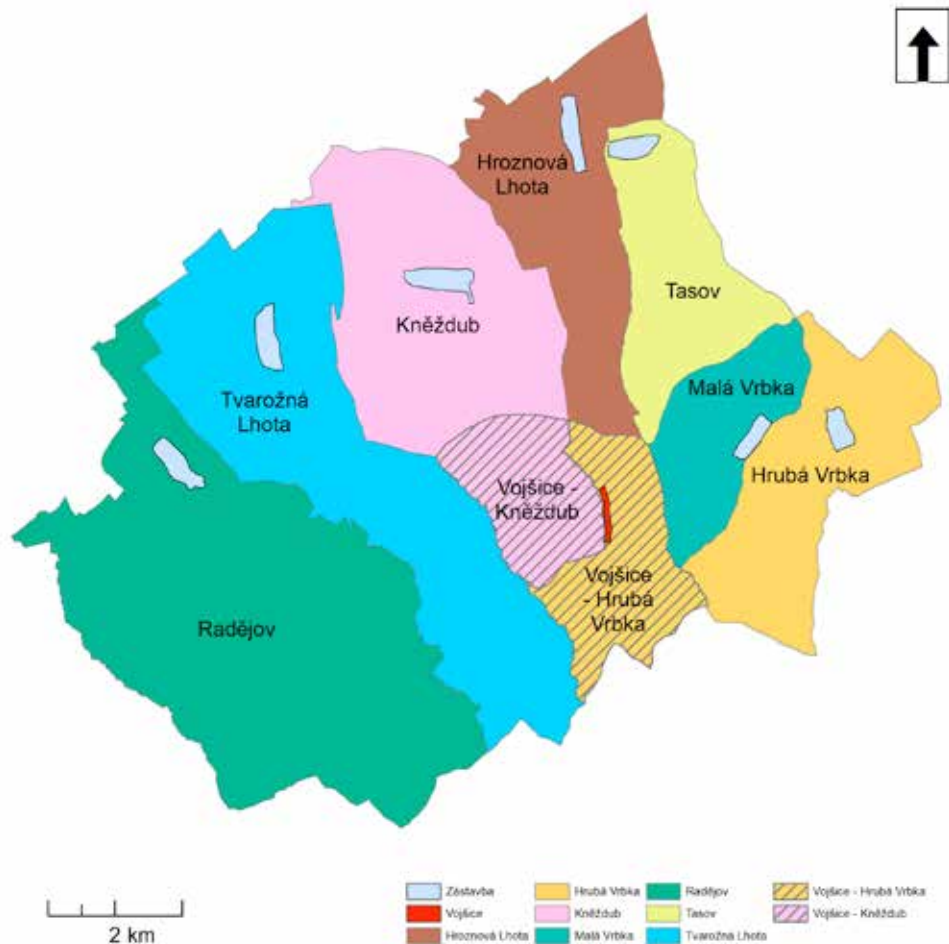 Hroznová
Lhota
Tasov
Kněždub
Malá Vrbka
Tvarožná
Lhota
Hrubá Vrbka
Vojšice -
Kněždub
Vojšice
- Hrubá
Vrbka
Radějov
2 km
Zástavba
Hrubá Vrbka
Radějov
Vojšice - Hrubá Vrbka
Vojšice
Kněždub
Tasov
Vojšice - Kněždub
Hroznová Lhota
Malá Vrbka
Tvarožná Lhota